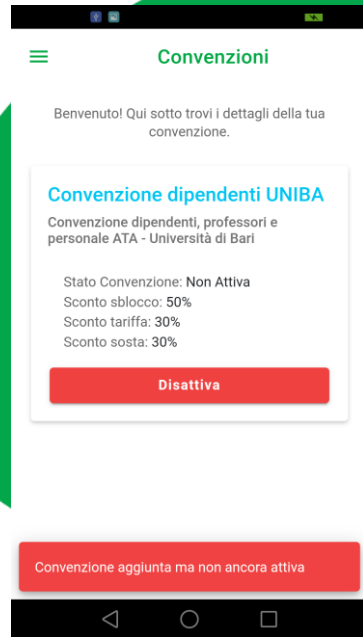 Convenzioni
Benvenuto! Qui sotto trovi i dettagli della tua
convenzione.
Convenzione dipendenti UNIBA
Convenzione dipendenti, professori e
personale ATA - Università di Bari
Stato Convenzione: Non Attiva
Sconto sblocco: 50%
Sconto tariffa: 30%
Sconto sosta: 30%
Disattiva
Convenzione aggiunta ma non ancora attiva